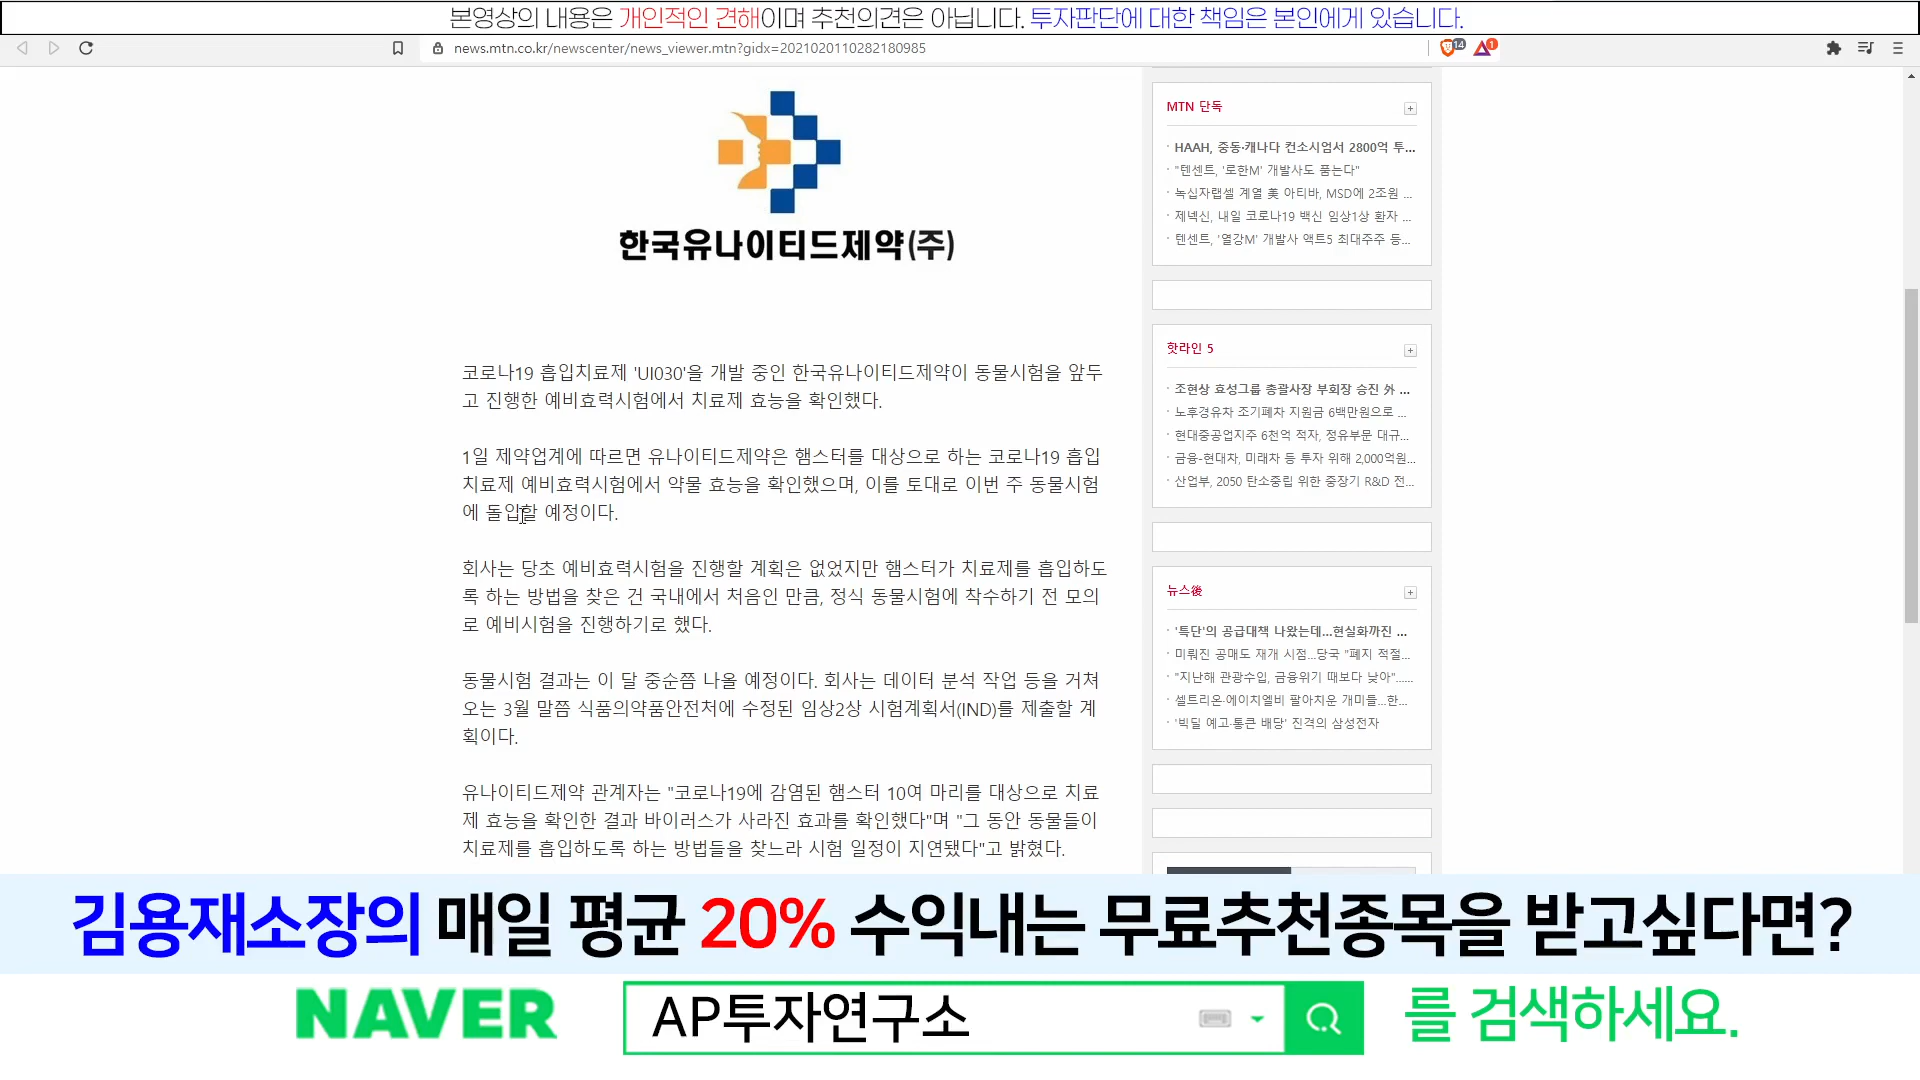 본영상의 내용은 개인적인 견해이며 추천의견은 아닙니다. 투자판단에 대한 책임은 본인에게 있습니다.
news.mtn.co.kr/newscenter/news_viewer.mtn?gidx=2021020110282180985
14
1
한국유나이티드제약(주)
코로나19 흡입치료제 'UI030'을 개발 중인 한국유나이티드제약이 동물시험을 앞두
고 진행한 예비효력시험에서 치료제 효능을 확인했다.
1일 제약업계에 따르면 유나이티드제약은 햄스터를 대상으로 하는 코로나19 흡입
치료제 예비효력시험에서 약물 효능을 확인했으며, 이를 토대로 이번 주 동물시험
에 돌입할 예정이다.
회사는 당초 예비효력시험을 진행할 계획은 없었지만 햄스터가 치료제를 흡입하도
록 하는 방법을 찾은 건 국내에서 처음인 만큼, 정식 동물시험에 착수하기 전 모의
로 예비시험을 진행하기로 했다.
동물시험 결과는 이 달 중순쯤 나올 예정이다. 회사는 데이터 분석 작업 등을 거쳐
오는 3월 말쯤 식품의약품안전처에 수정된 임상2상 시험계획서(IND)를 제출할 계
획이다.
유나이티드제약 관계자는 "코로나19에 감염된 햄스터 10여 마리를 대상으로 치료
제 효능을 확인한 결과 바이러스가 사라진 효과를 확인했다"며 "그 동안 동물들이
치료제를 흡입하도록 하는 방법들을 찾느라 시험 일정이 지연됐다"고 밝혔다.
MTN 단독
HAAH, 중동·캐나다 컨소시엄서 2800억 투...
"텐센트, '로한M' 개발사도 품는다"
녹십자랩셀 계열 美 아티바, MSD에 2조원 ...
제넥신, 내일 코로나19 백신 임상1상 환자 ...
텐센트, '열강M' 개발사 액트5 최대주주 등...
핫라인 5
조현상 효성그룹 총괄사장 부회장 승진 外 ...
노후경유차 조기폐차 지원금 6백만원으로 ...
현대중공업지주 6천억 적자, 정유부문 대규...
금융-현대차, 미래차 등 투자 위해 2,000억원...
산업부, 2050 탄소중립 위한 중장기 R&D 전...
뉴스後
'특단'의 공급대책 나왔는데...현실화까진 ...
미뤄진 공매도 재개 시점...당국 "폐지 적절...
"지난해 관광수입, 금융위기 때보다 낮아"......
셀트리온·에이치엘비 팔아치운 개미들...한...
'빅딜 예고·통큰 배당' 진격의 삼성전자
김용재소장의 매일 평균 20% 수익내는 무료추천종목을 받고싶다면?
NAVER AP투자연구소 를 검색하세요.